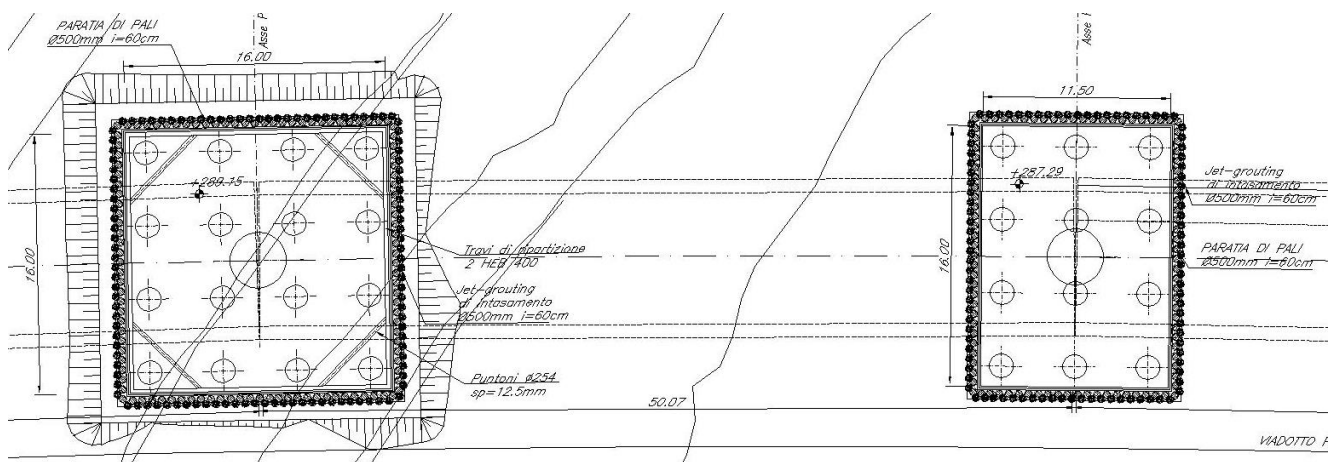 PARATIA DI PALI
Ø500mm i=60cm
Asse P
16.00
16.00
+289.15
Travi di ripartizione
2 HEB 400
Jet-grouting
di intasamento
Ø500mm i=60cm
Puntoni Ø254
sp=12.5mm
50.07
Asse P
11.50
16.00
+287.29
Jet-grouting
di intasamento
Ø500mm i=60cm
PARATIA DI PALI
Ø500mm i=60cm
VIADOTTO P